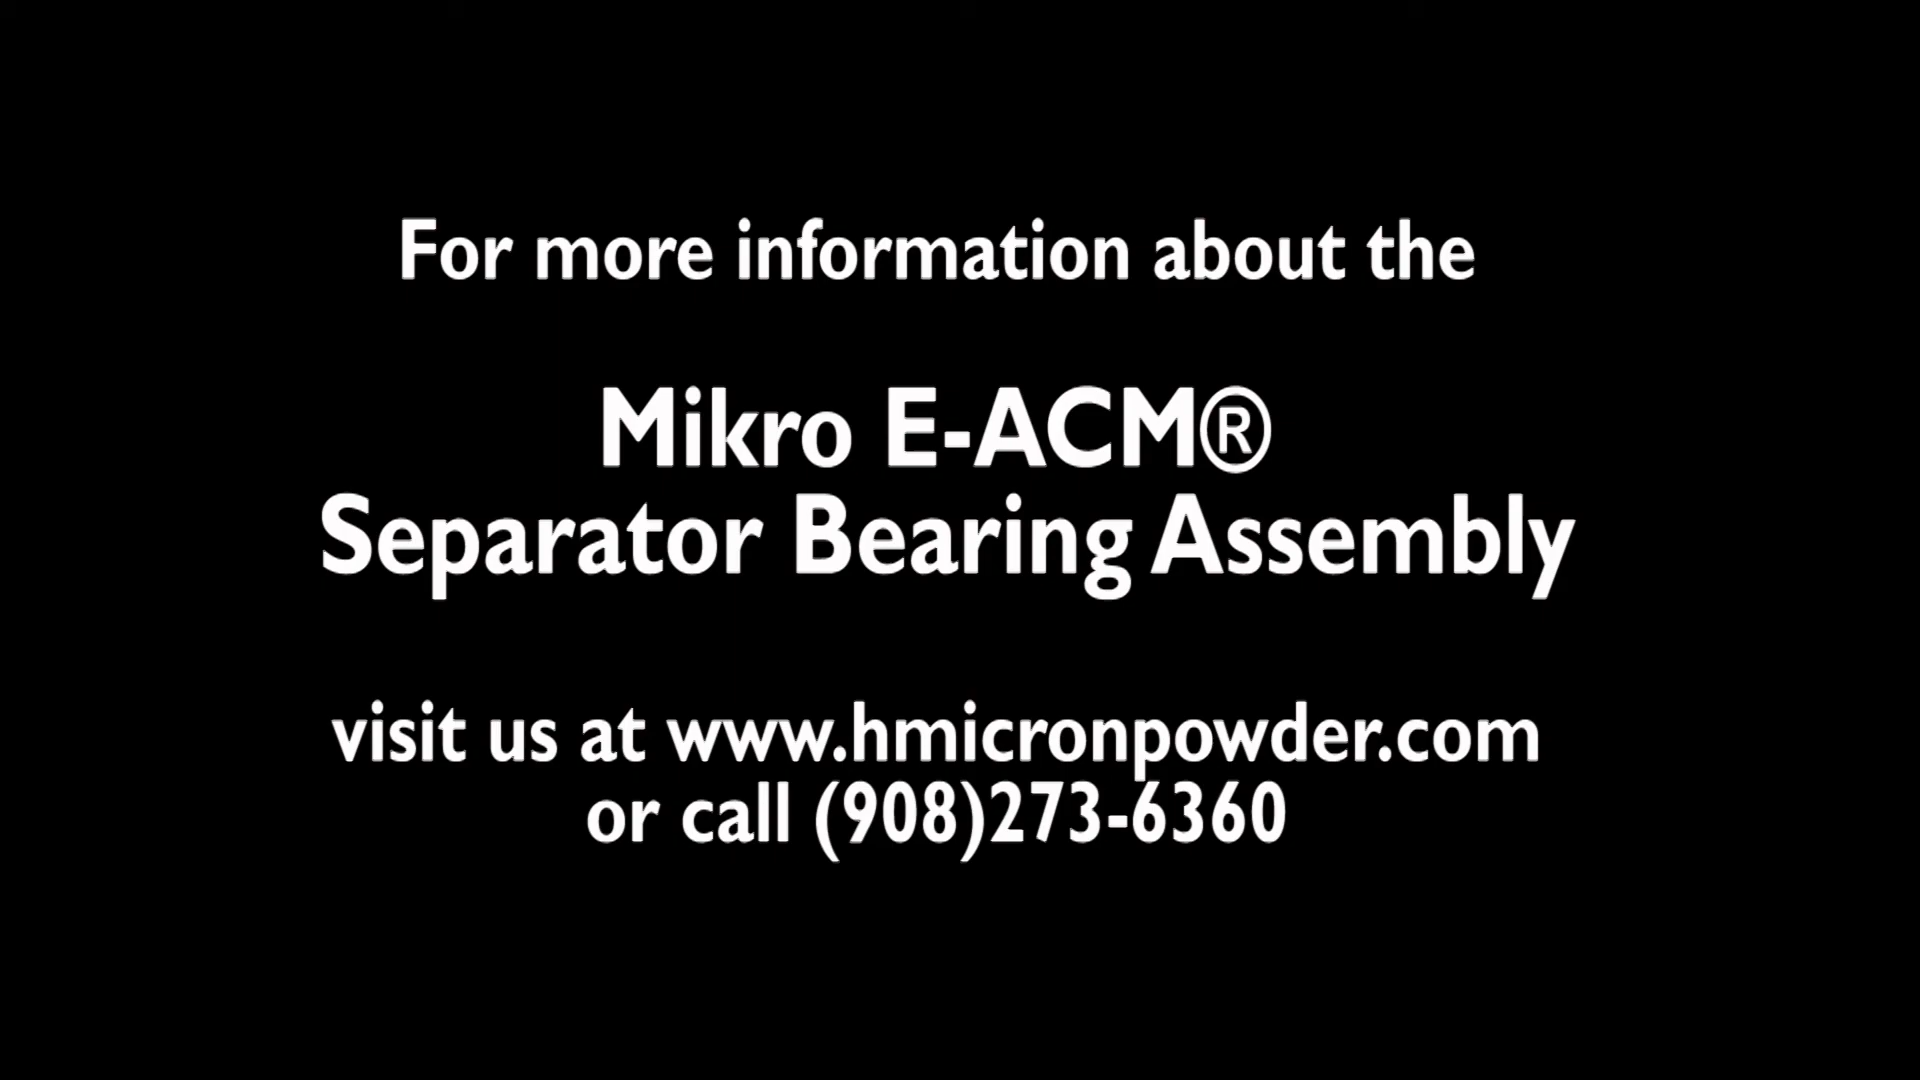 For more information about the
Mikro E-ACM®
Separator Bearing Assembly
visit us at www.hmicronpowder.com
or call (908)273-6360